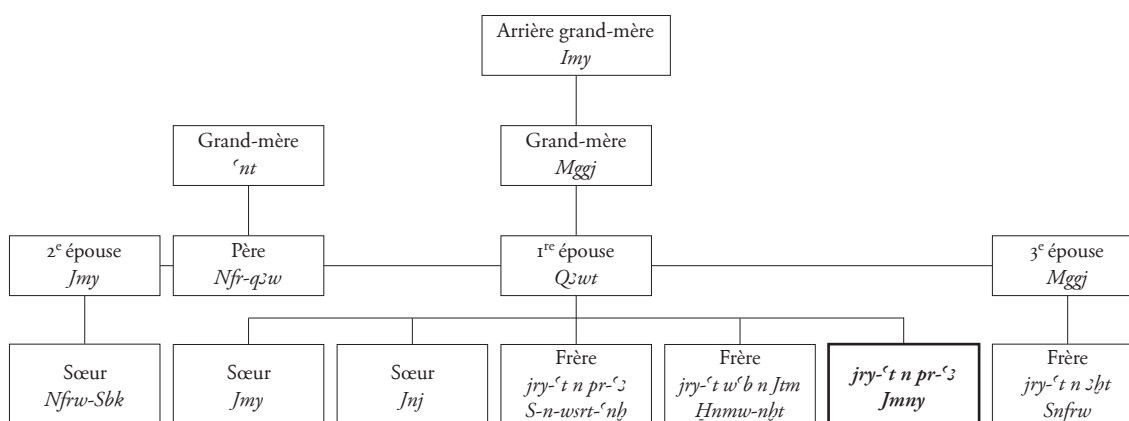 Arrière grand-mère
Imy
Grand-mère
ʿnt
Grand-mère
Mggj
2e épouse
Jmy
Père
Nfr-qꜣw
1re épouse
Qꜣwt
3e épouse
Mggj
Sœur
Nfrw-Sbk
Sœur
Jmy
Sœur
Jnj
Frère
jry-ʿt n pr-ʿꜣ
S-n-wsrt-ʿnḫ
Frère
jry-ʿt wʿb n Jtm
H̱nmw-nḫt
jry-ʿt n pr-ʿꜣ
Jmny
Frère
jry-ʿt n ꜣḫt
Snfrw